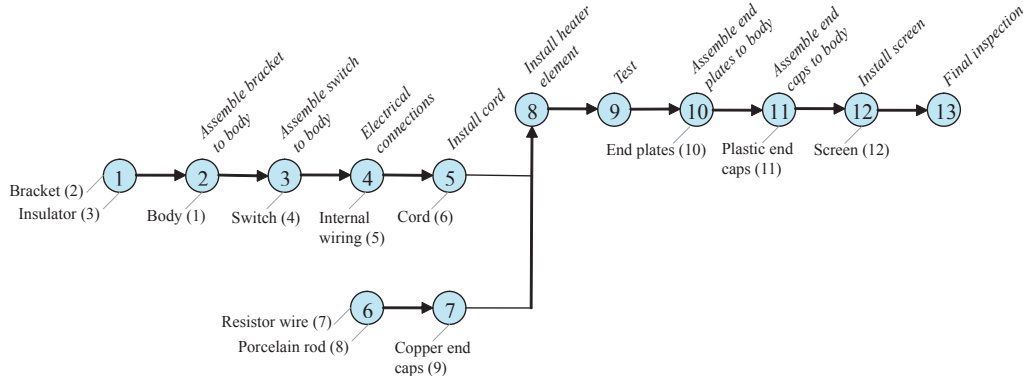 Install heater
element
Test
Assemble end
plates to body
Assemble end
caps to body
Install screen
Final inspection
8
9
10
11
12
13
End plates (10)
Plastic end
caps (11)
Screen (12)
Assemble bracket
to body
Assemble switch
to body
Electrical
connections
Install cord
1
2
3
4
5
Bracket (2)
Insulator (3)
Body (1)
Switch (4)
Internal
wiring (5)
Cord (6)
6
7
Resistor wire (7)
Porcelain rod (8)
Copper end
caps (9)